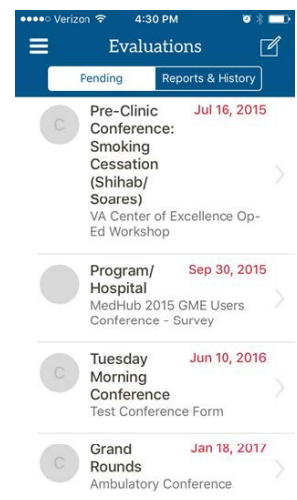 Verizon 4:30 PM
Evaluations
Pending Reports & History
C Pre-Clinic Jul 16, 2015
Conference:
Smoking
Cessation
(Shihab/
Soares)
VA Center of Excellence Op-
Ed Workshop
Program/ Sep 30, 2015
Hospital
MedHub 2015 GME Users
Conference - Survey
C Tuesday Jun 10, 2016
Morning
Conference
Test Conference Form
C Grand Jan 18, 2017
Rounds
Ambulatory Conference